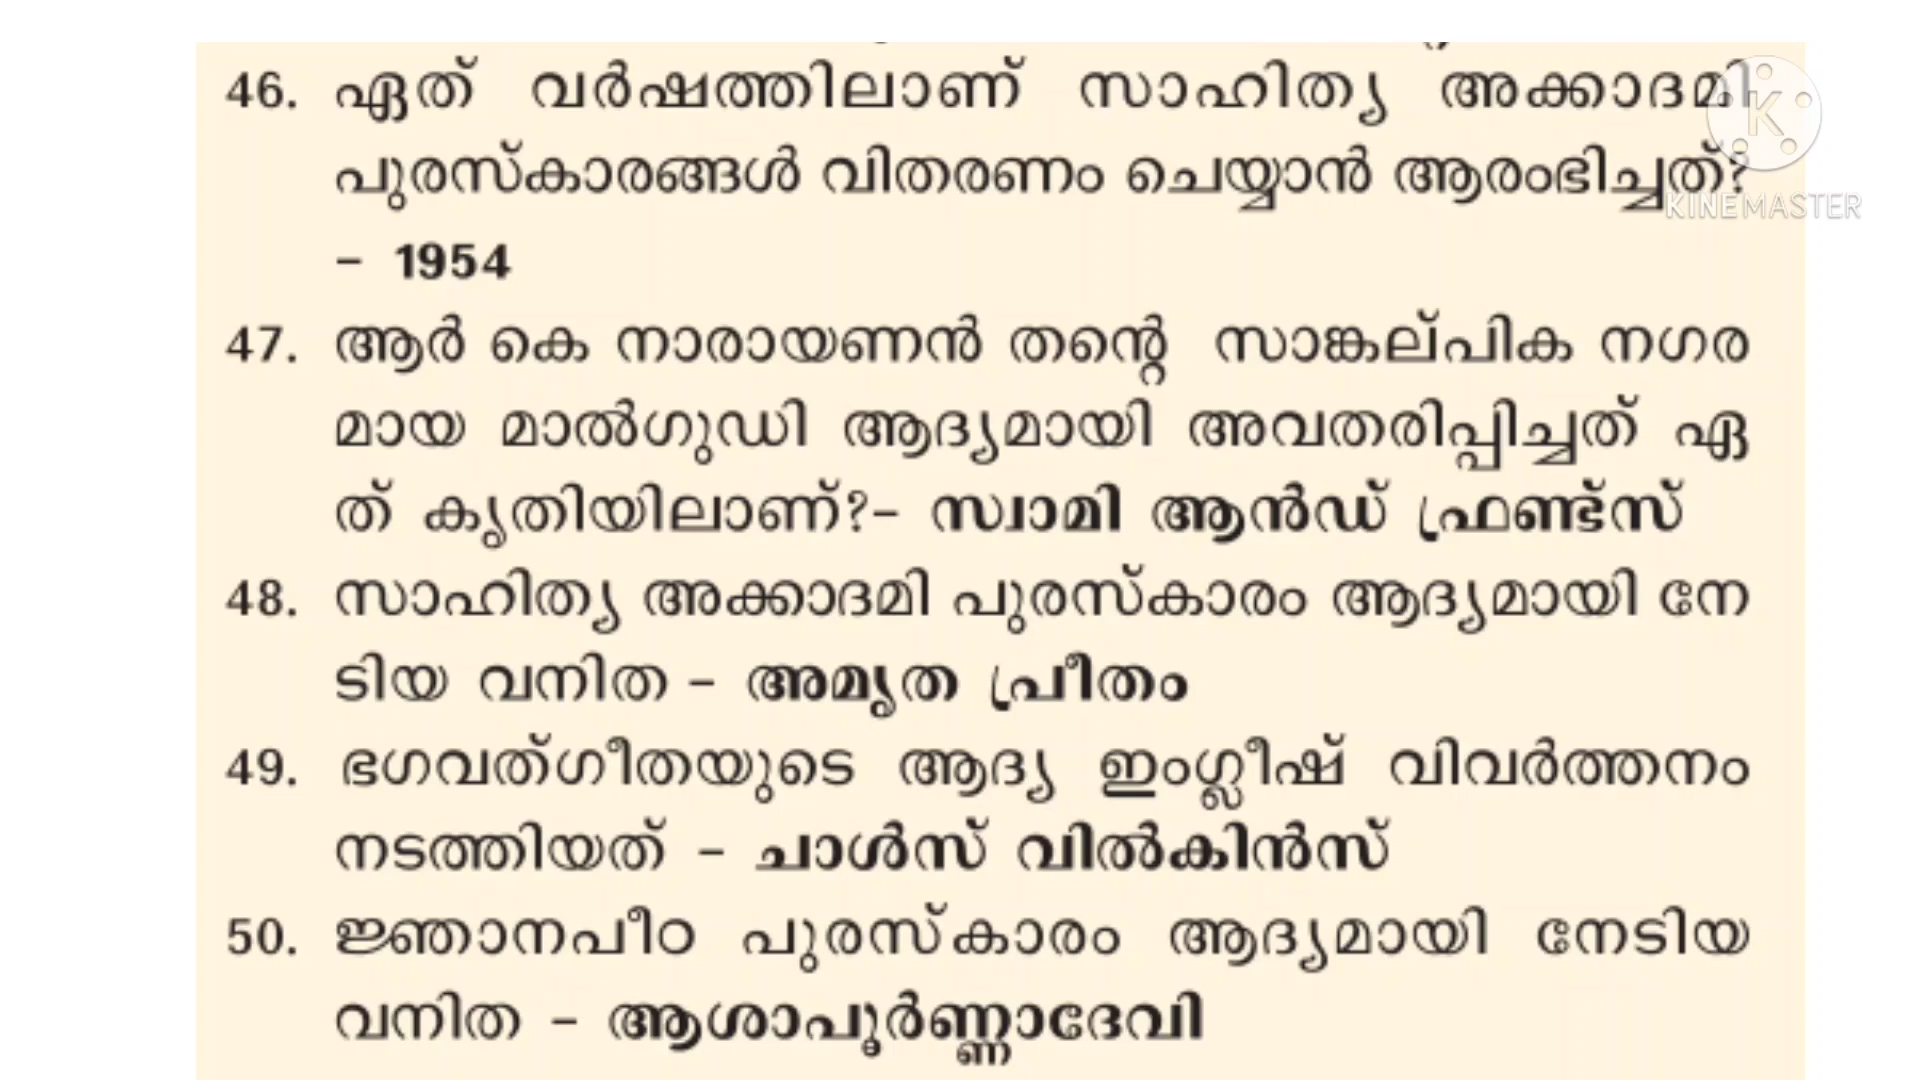 46. ഏത് വർഷത്തിലാണ് സാഹിത്യ അക്കാദമി
പുരസ്കാരങ്ങൾ വിതരണം ചെയ്യാൻ ആരംഭിച്ചത്?
– 1954
47. ആർ കെ നാരായണൻ തന്റെ സാങ്കല്പിക നഗര
മായ മാൽഗുഡി ആദ്യമായി അവതരിപ്പിച്ചത് ഏ
ത് കൃതിയിലാണ്?– സ്വാമി ആൻഡ് ഫ്രണ്ട്സ്
48. സാഹിത്യ അക്കാദമി പുരസ്കാരം ആദ്യമായി നേ
ടിയ വനിത – അമൃത പ്രീതം
49. ഭഗവത്ഗീതയുടെ ആദ്യ ഇംഗ്ലീഷ് വിവർത്തനം
നടത്തിയത് – ചാൾസ് വിൽകിൻസ്
50. ജ്ഞാനപീഠ പുരസ്കാരം ആദ്യമായി നേടിയ
വനിത – ആശാപൂർണ്ണാദേവി
K
KINEMASTER